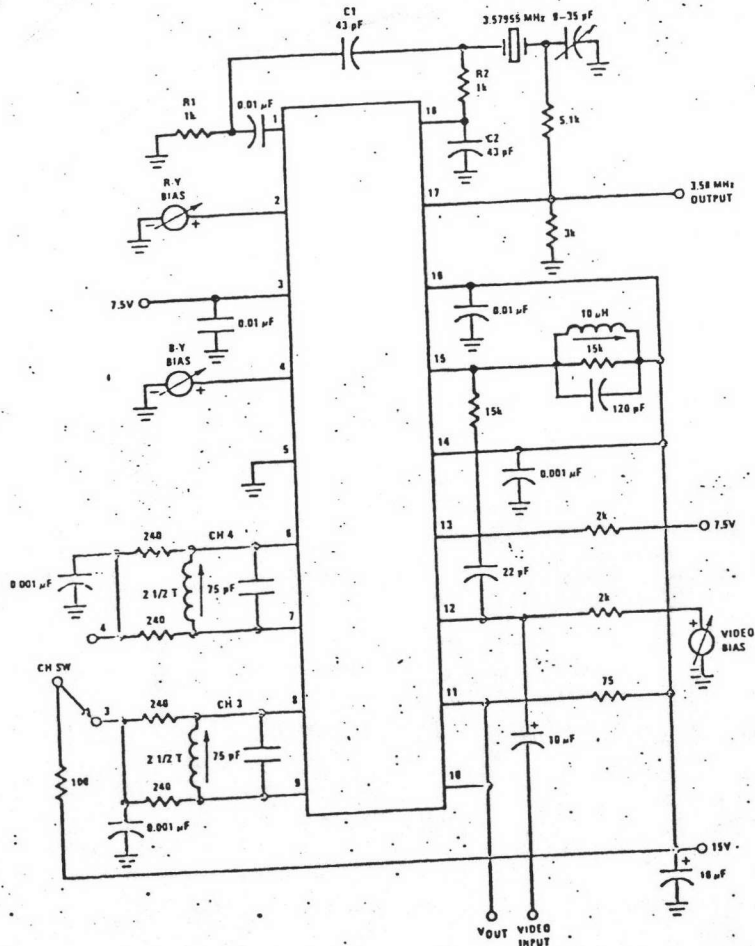 C1
43 pF
3.57955 MHz
9-35 pF
R2
1k
R1
1k
0.01 µF
1
18
5.1k
C2
43 pF
R-Y
BIAS
2
17
3.58 MHz
OUTPUT
3k
3
16
7.5V
0.01 µF
0.01 µF
10 µH
15k
120 pF
B-Y
BIAS
4
15
15k
5
14
0.001 µF
240
CH 4
6
13
2k
7.5V
0.001 µF
2 1/2 T
75 pF
22 pF
4
240
7
12
2k
VIDEO
BIAS
CH SW
3
240
CH 3
8
11
75
100
2 1/2 T
75 pF
10 µF
240
9
10
0.001 µF
15V
VOUT
VIDEO
INPUT